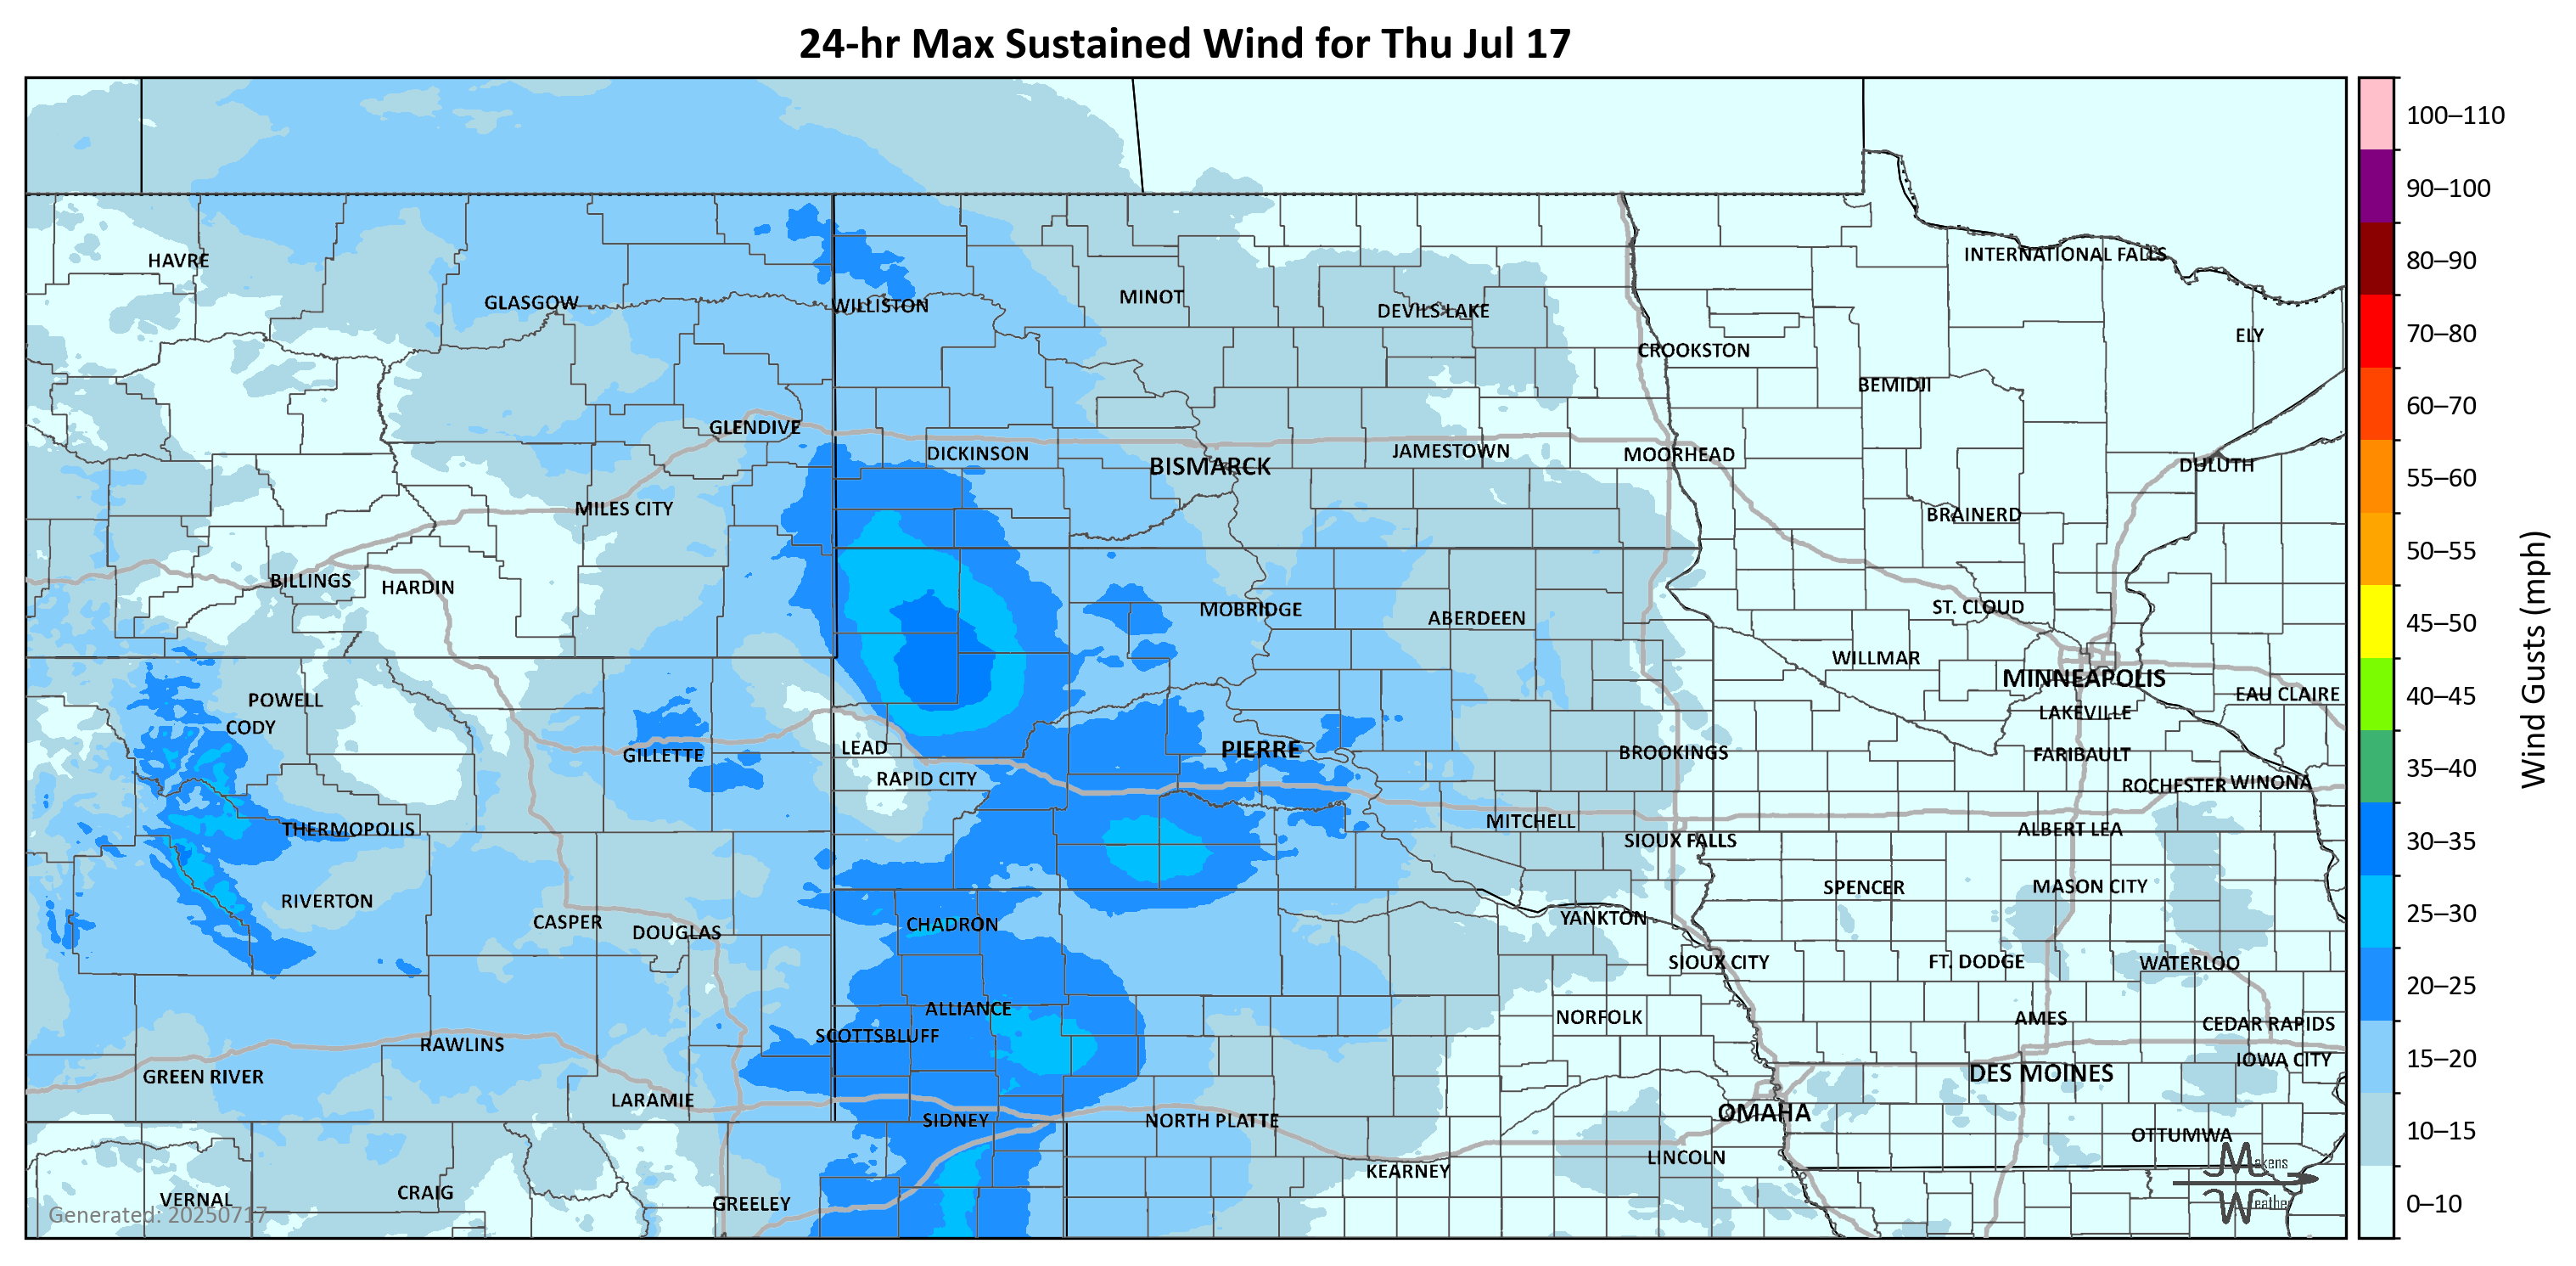 24-hr Max Sustained Wind for Thu Jul 17
100–110
90–100
80–90
70–80
60–70
55–60
50–55
45–50
40–45
35–40
30–35
25–30
20–25
15–20
10–15
0–10
Wind Gusts (mph)
HAVRE
GLASGOW
WILLISTON
MINOT
DEVILS LAKE
INTERNATIONAL FALLS
ELY
CROOKSTON
BEMIDJI
GLENDIVE
DICKINSON
BISMARCK
JAMESTOWN
MOORHEAD
DULUTH
MILES CITY
BRAINERD
BILLINGS
HARDIN
MOBRIDGE
ABERDEEN
ST. CLOUD
WILLMAR
MINNEAPOLIS
EAU CLAIRE
POWELL
CODY
LAKEVILLE
GILLETTE
LEAD
RAPID CITY
PIERRE
BROOKINGS
FARIBAULT
ROCHESTER
WINONA
THERMOPOLIS
MITCHELL
SIOUX FALLS
ALBERT LEA
RIVERTON
CASPER
DOUGLAS
CHADRON
YANKTON
SPENCER
MASON CITY
SIOUX CITY
FT. DODGE
WATERLOO
ALLIANCE
SCOTTSBLUFF
NORFOLK
AMES
CEDAR RAPIDS
RAWLINS
GREEN RIVER
IOWA CITY
DES MOINES
LARAMIE
SIDNEY
NORTH PLATTE
OMAHA
OTTUMWA
KEARNEY
LINCOLN
VERNAL
CRAIG
GREELEY
Generated: 20250717
Makens
Weather